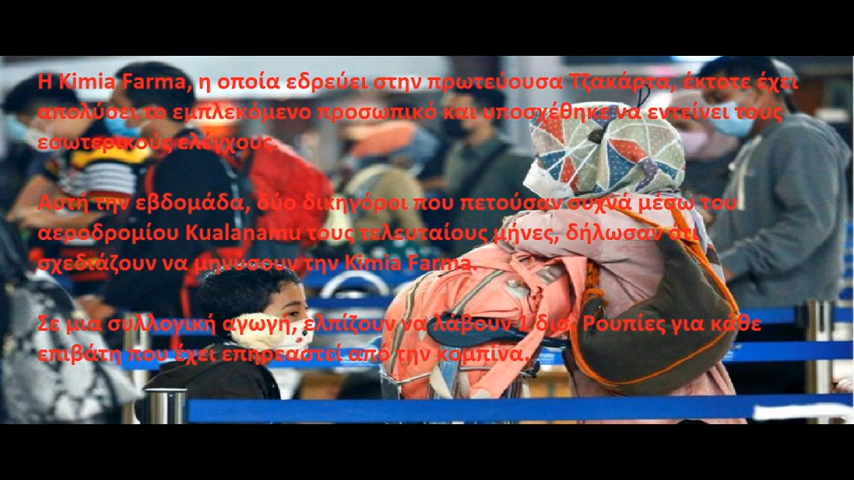 Η Kimia Farma, η οποία εδρεύει στην πρωτεύουσα Τζακάρτα, έκτοτε έχει
απολύσει το εμπλεκόμενο προσωπικό και υποσχέθηκε να εντείνει τους
εσωτερικούς ελέγχους.
Αυτή την εβδομάδα, δύο δικηγόροι που πετούσαν συχνά μέσω του
αεροδρομίου Kualanamu τους τελευταίους μήνες, δήλωσαν ότι
σχεδιάζουν να μηνύσουν την Kimia Farma.
Σε μια συλλογική αγωγή, ελπίζουν να λάβουν 1 δισ. Ρουπίες για κάθε
επιβάτη που έχει επηρεαστεί από την κομπίνα.